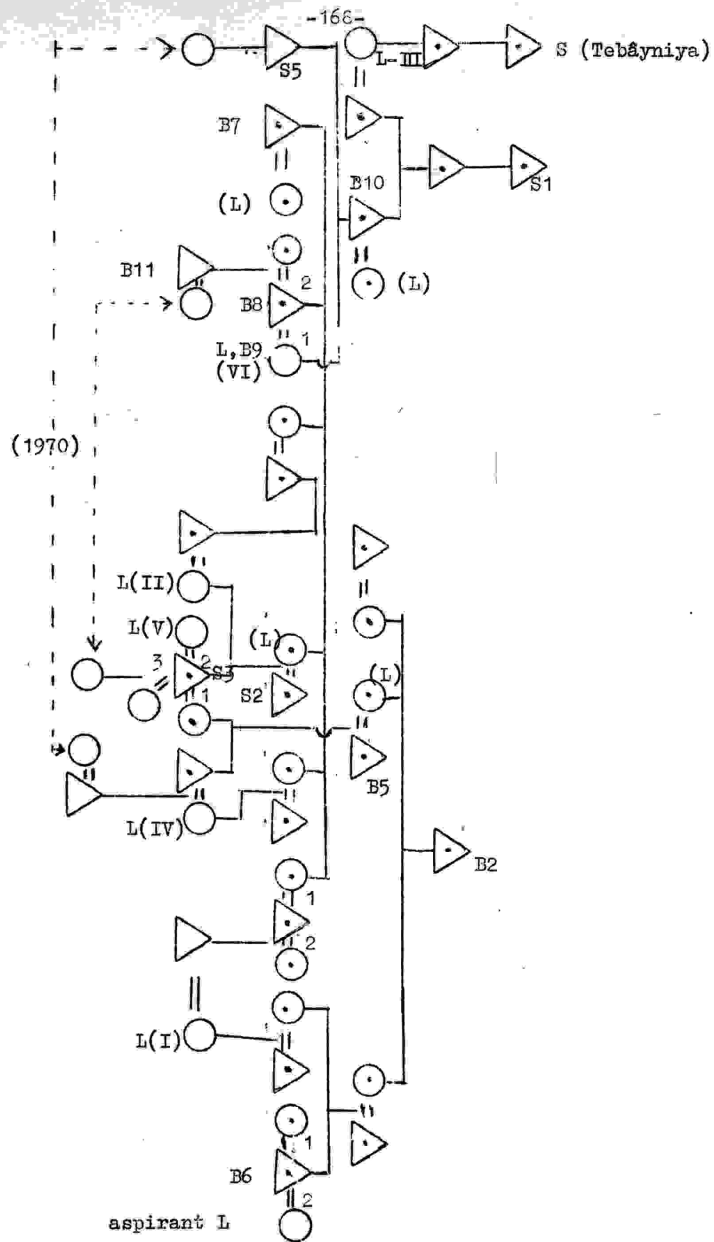 -166-
L-III
S (Tebâyniya)
S5
B7
B10
S1
(L)
(L)
B11
2
B8
1
L,B9
(VI)
(1970)
L(II)
L(V)
(L)
3
2
S3
1
S2
(L)
B5
L(IV)
B2
1
2
L(I)
1
1
B6
2
aspirant L